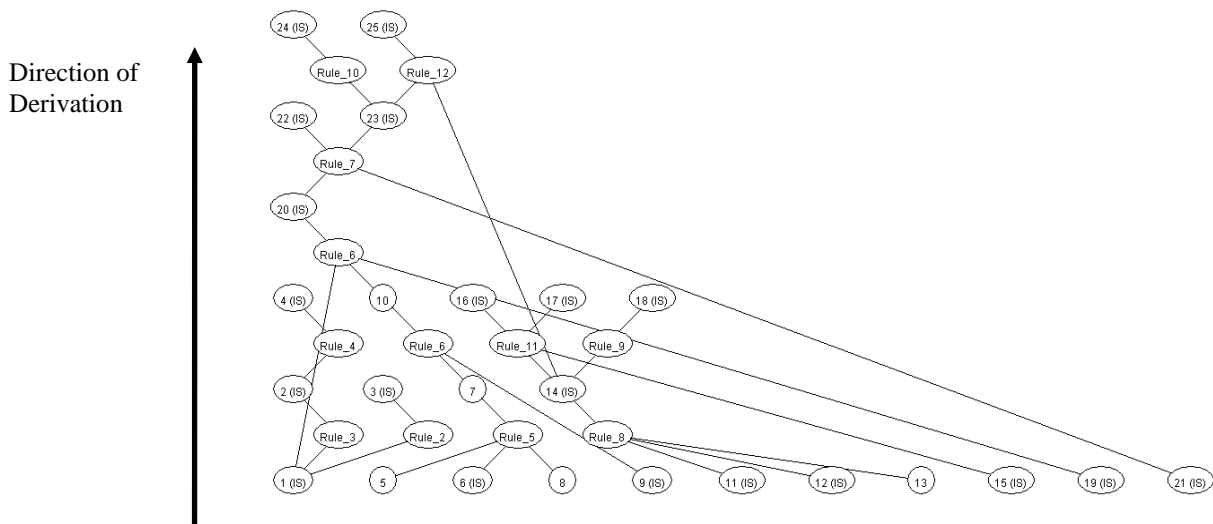 24 (IS) 25 (IS)
Direction of
Derivation
Rule_10 Rule_12
22 (IS) 23 (IS)
Rule_7
20 (IS)
Rule_6
4 (IS) 10 16 (IS) 17 (IS) 18 (IS)
Rule_4 Rule_6 Rule_11 Rule_9
2 (IS) 3 (IS) 7 14 (IS)
Rule_3 Rule_2 Rule_5 Rule_8
1 (IS) 5 6 (IS) 8 9 (IS) 11 (IS) 12 (IS) 13 15 (IS) 19 (IS) 21 (IS)